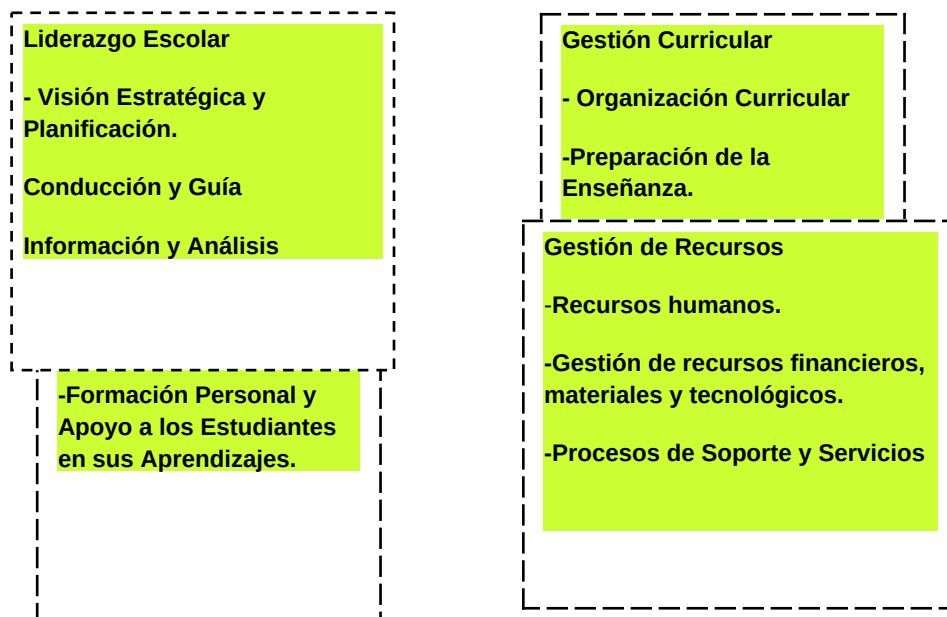 Liderazgo Escolar
- Visión Estratégica y
Planificación.
Conducción y Guía
Información y Análisis
-Formación Personal y
Apoyo a los Estudiantes
en sus Aprendizajes.
Gestión Curricular
- Organización Curricular
-Preparación de la
Enseñanza.
Gestión de Recursos
-Recursos humanos.
-Gestión de recursos financieros,
materiales y tecnológicos.
-Procesos de Soporte y Servicios